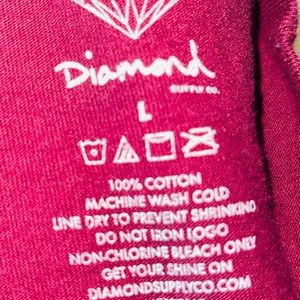 Diamond
SUPPLY CO.
L
100% COTTON
MACHINE WASH COLD
LINE DRY TO PREVENT SHRINKING
DO NOT IRON LOGO
NON-CHLORINE BLEACH ONLY
GET YOUR SHINE ON
DIAMONDSUPPLYCO.COM